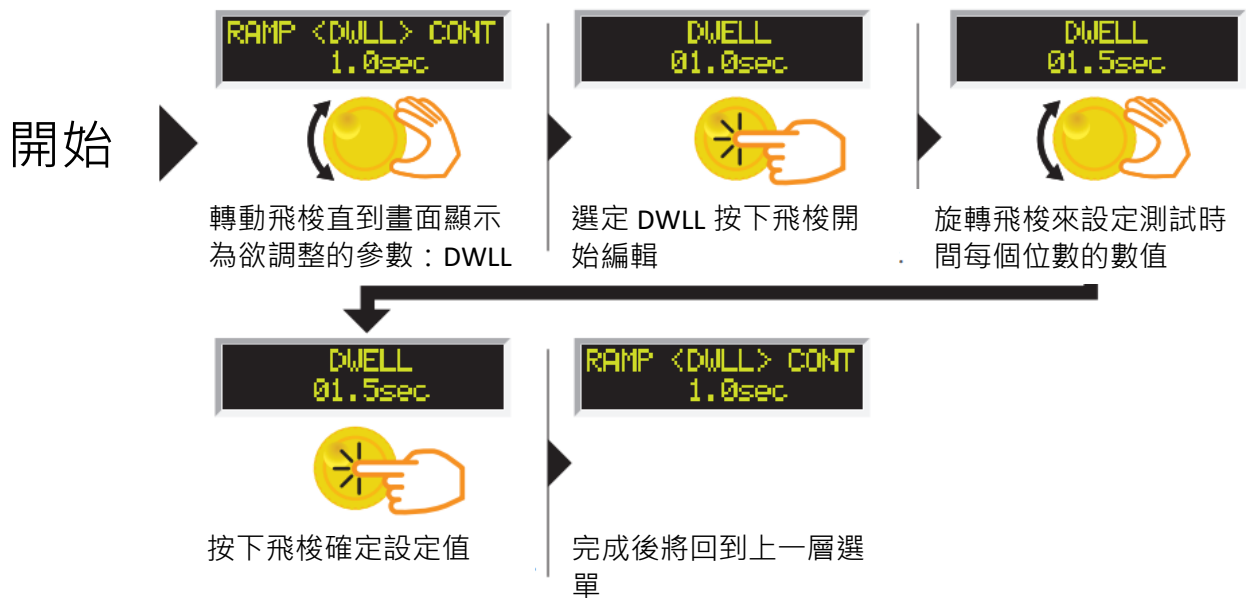 開始
RAMP <DWLL> CONT
1.0sec
轉動飛梭直到畫面顯示
為欲調整的參數：DWLL
DWELL
01.0sec
選定 DWLL 按下飛梭開
始編輯
DWELL
01.5sec
旋轉飛梭來設定測試時
間每個位數的數值
DWELL
01.5sec
按下飛梭確定設定值
RAMP <DWLL> CONT
1.0sec
完成後將回到上一層選
單